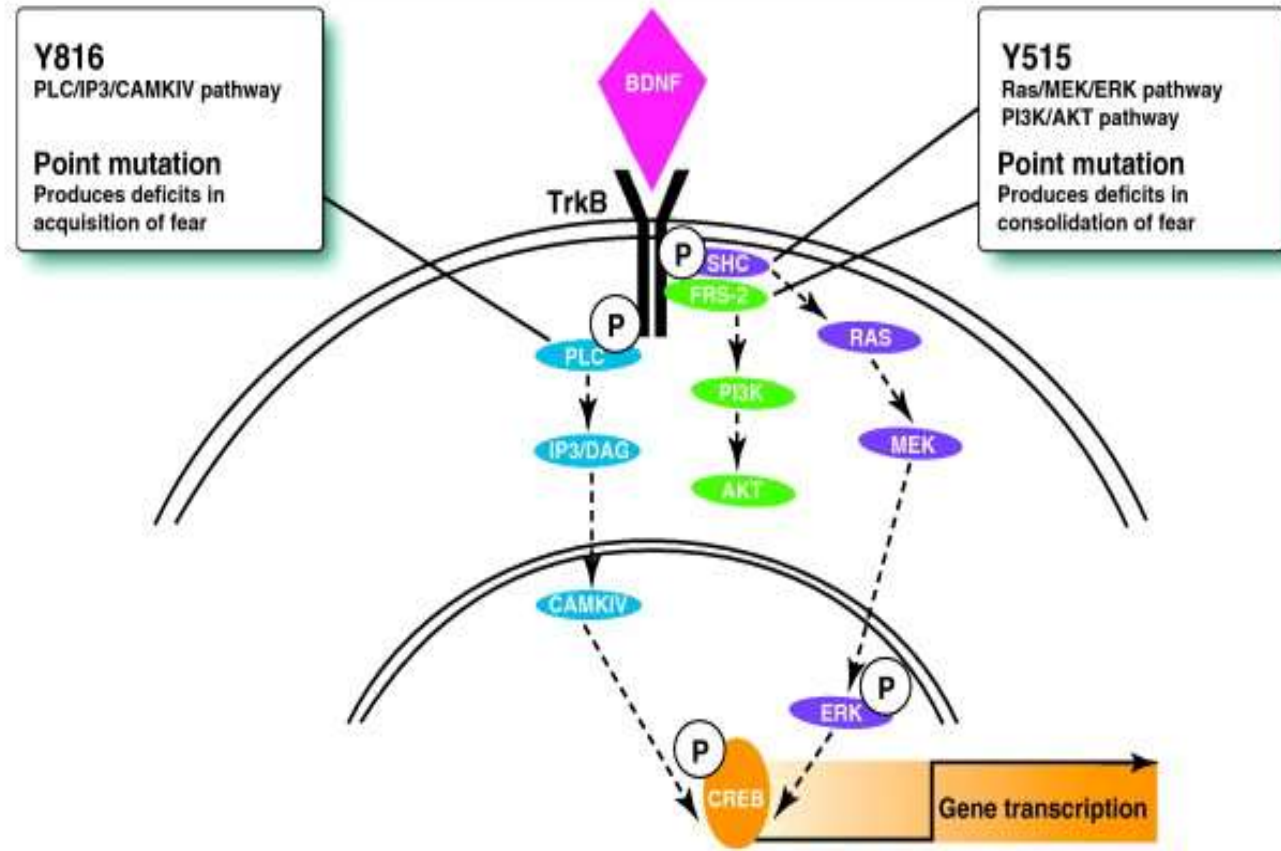 Y816
PLC/IP3/CAMKIV pathway
Point mutation
Produces deficits in
acquisition of fear
BDNF
Y515
Ras/MEK/ERK pathway
PI3K/AKT pathway
Point mutation
Produces deficits in
consolidation of fear
TrkB
P
SHC
FRS-2
P
PLC
RAS
PI3K
IP3/DAG
MEK
AKT
CAMKIV
P
ERK
P
CREB
Gene transcription